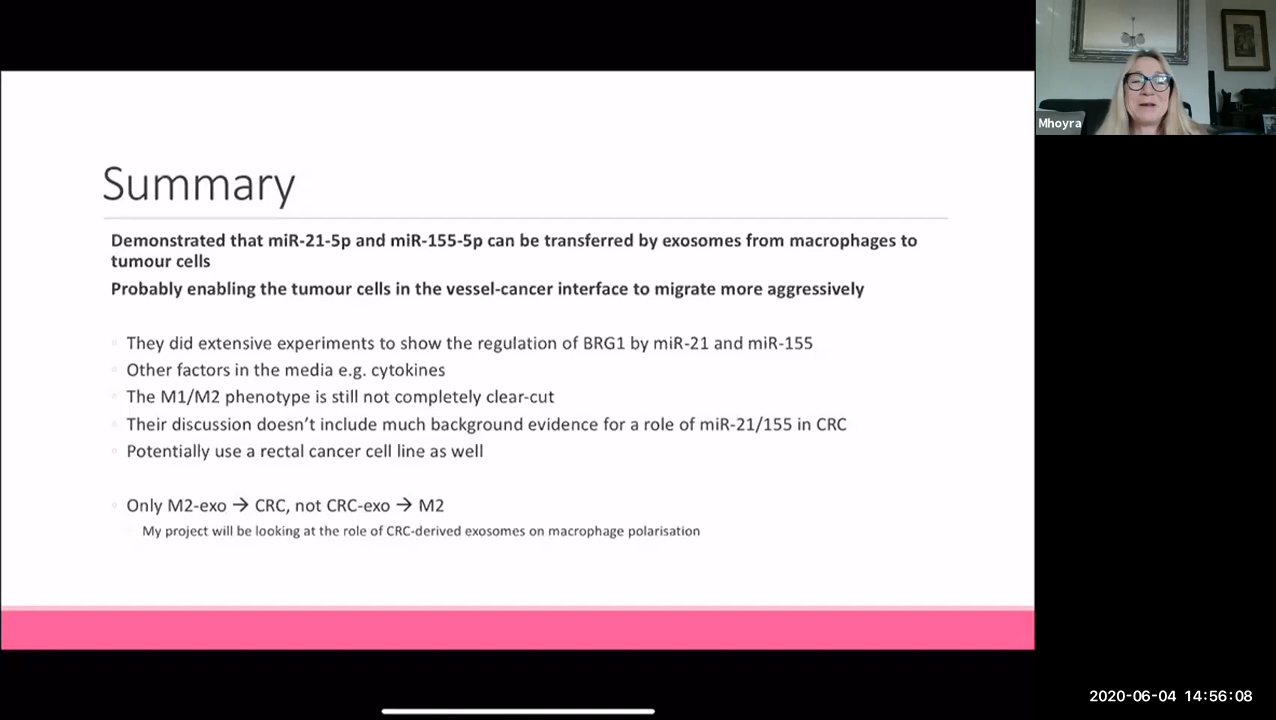 Summary
Demonstrated that miR-21-5p and miR-155-5p can be transferred by exosomes from macrophages to
tumour cells
Probably enabling the tumour cells in the vessel-cancer interface to migrate more aggressively
They did extensive experiments to show the regulation of BRG1 by miR-21 and miR-155
Other factors in the media e.g. cytokines
The M1/M2 phenotype is still not completely clear-cut
Their discussion doesn’t include much background evidence for a role of miR-21/155 in CRC
Potentially use a rectal cancer cell line as well
Only M2-exo → CRC, not CRC-exo → M2
My project will be looking at the role of CRC-derived exosomes on macrophage polarisation
Mhoyra
2020-06-04 14:56:08